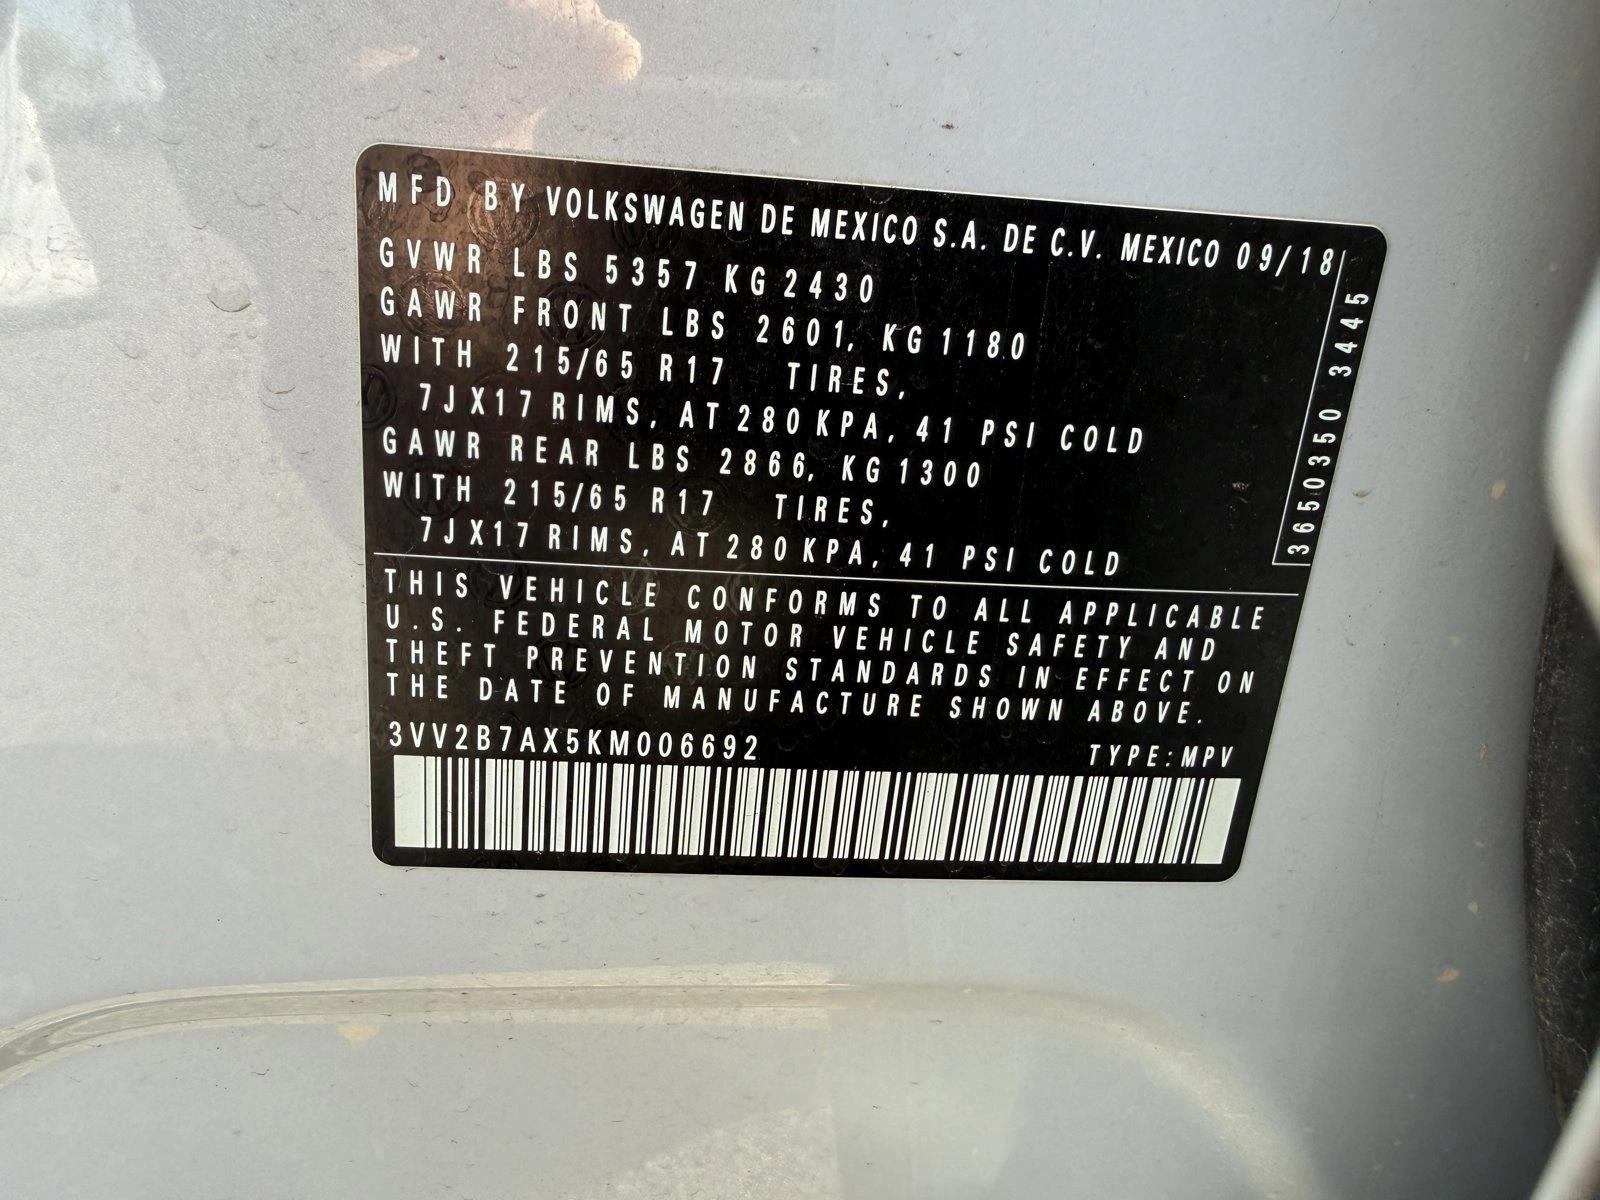 MFD BY VOLKSWAGEN DE MEXICO S.A. DE C.V. MEXICO 09/18
GVWR LBS 5357 KG 2430
GAWR FRONT LBS 2601, KG 1180
WITH 215/65 R17 TIRES,
7JX17 RIMS, AT 280 KPA, 41 PSI COLD
GAWR REAR LBS 2866, KG 1300
WITH 215/65 R17 TIRES,
7JX17 RIMS, AT 280 KPA, 41 PSI COLD
3650350 3445
THIS VEHICLE CONFORMS TO ALL APPLICABLE
U.S. FEDERAL MOTOR VEHICLE SAFETY AND
THEFT PREVENTION STANDARDS IN EFFECT ON
THE DATE OF MANUFACTURE SHOWN ABOVE.
3VV2B7AX5KM006692 TYPE: MPV